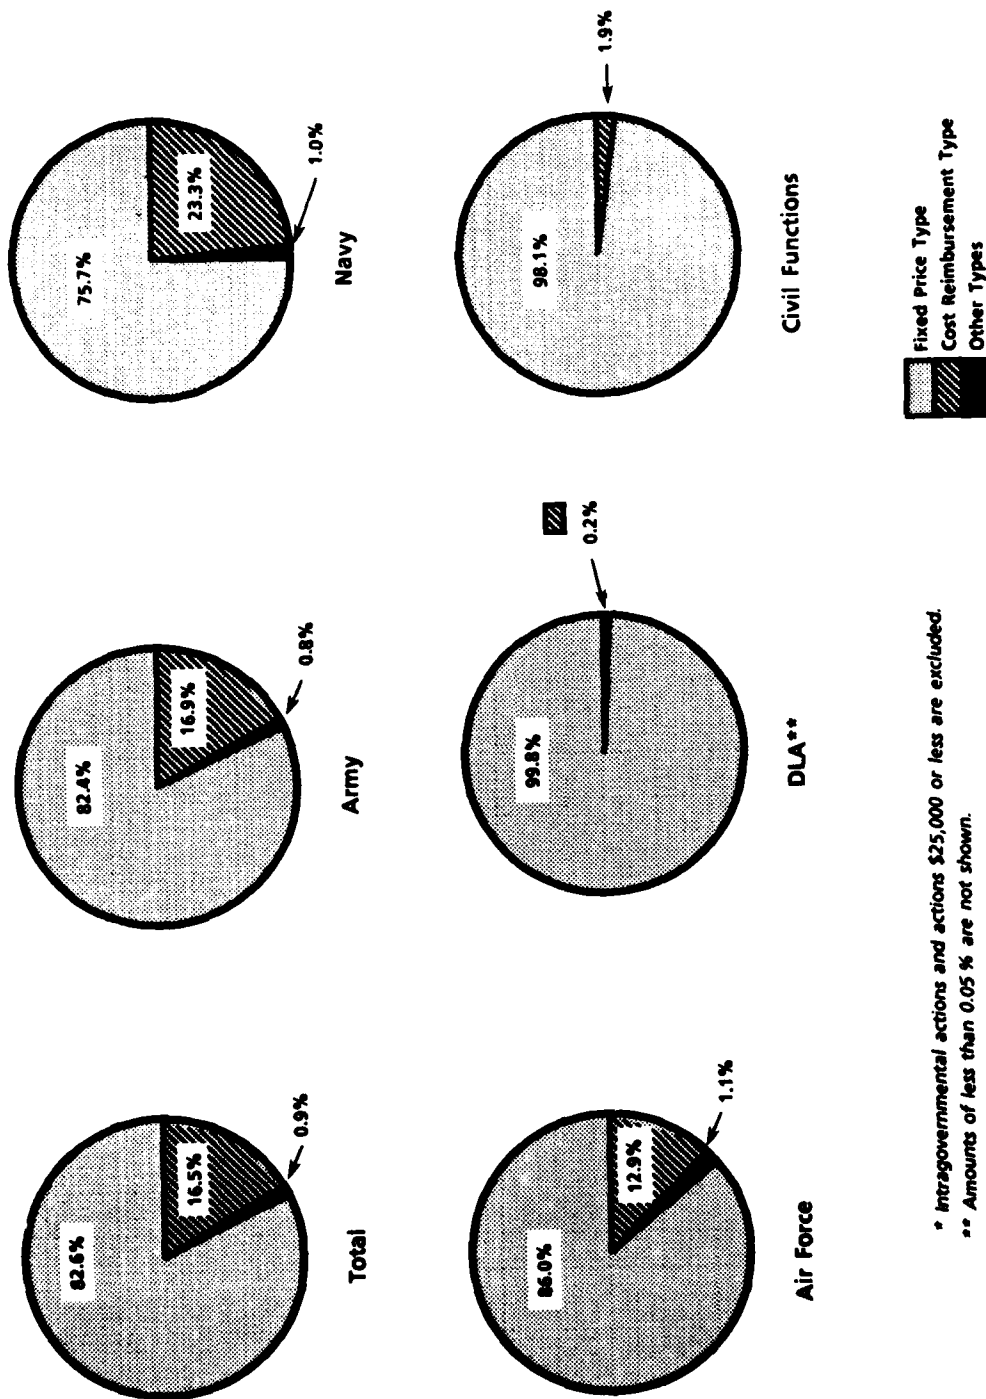 82.6%
16.5%
0.9%
Total
82.4%
16.9%
0.8%
Army
75.7%
23.3%
1.0%
Navy
86.0%
12.9%
1.1%
Air Force
99.8%
0.2%
DLA**
98.1%
1.9%
Civil Functions
Fixed Price Type
Cost Reimbursement Type
Other Types
* Intragovernmental actions and actions $25,000 or less are excluded.
** Amounts of less than 0.05 % are not shown.